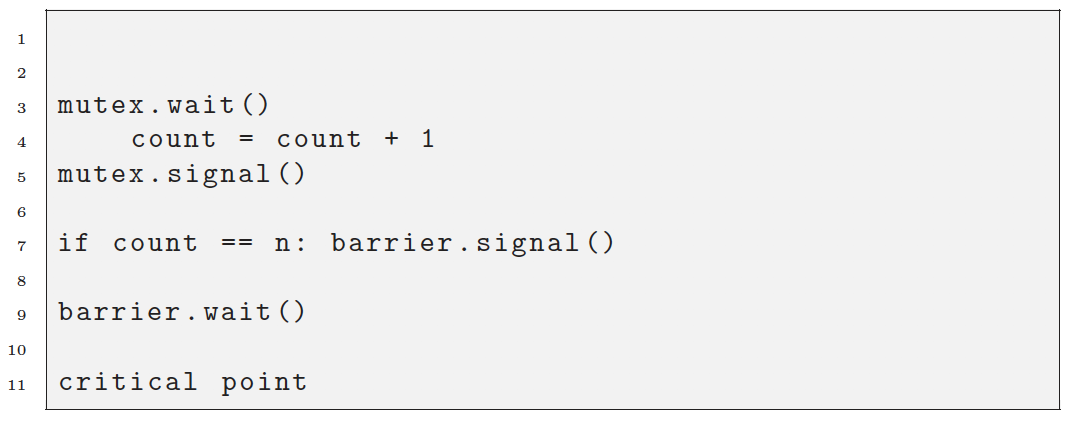 1
2
3 mutex.wait()
4 count = count + 1
5 mutex.signal()
6
7 if count == n: barrier.signal()
8
9 barrier.wait()
10
11 critical point